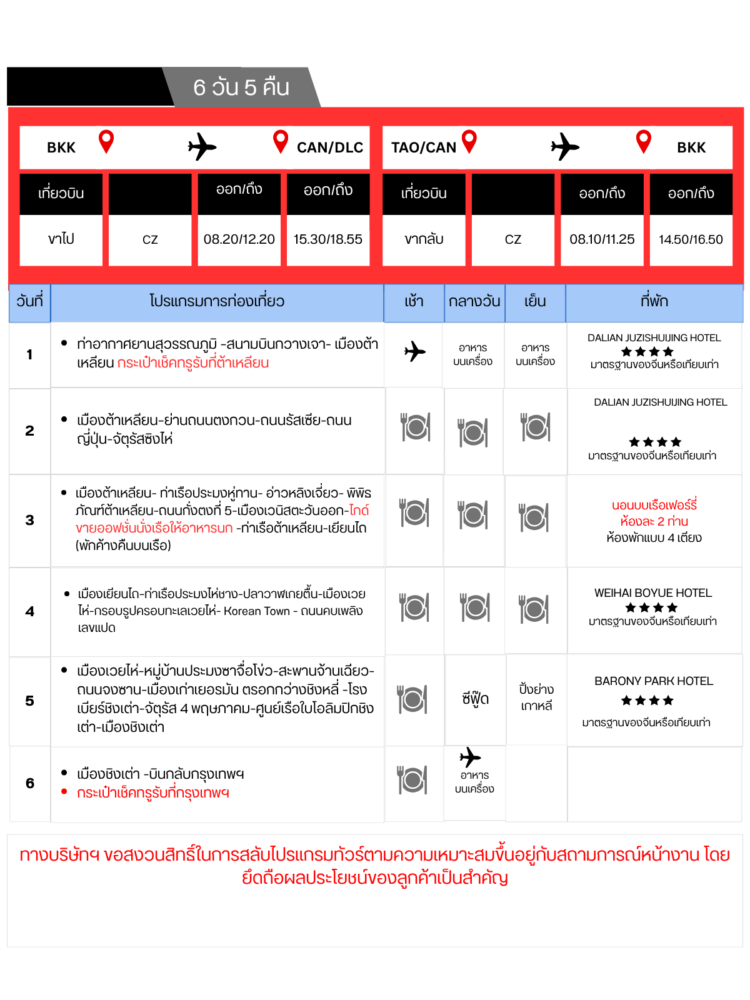 6 วัน 5 คืน
BKK
CAN/DLC
TAO/CAN
BKK
เที่ยวบิน
ออก/ถึง
ออก/ถึง
เที่ยวบิน
ออก/ถึง
ออก/ถึง
ขาไป
CZ
08.20/12.20
15.30/18.55
ขากลับ
CZ
08.10/11.25
14.50/16.50
วันที่
โปรแกรมการท่องเที่ยว
เช้า
กลางวัน
เย็น
ที่พัก
1
• ท่าอากาศยานสุวรรณภูมิ -สนามบินกวางเจา- เมืองต้า
เหลียน กระเป๋าเช็คทรูรับที่ต้าเหลียน
อาหาร
บนเครื่อง
อาหาร
บนเครื่อง
DALIAN JUZISHUIJING HOTEL
★★★★
มาตรฐานของจีนหรือเทียบเท่า
2
• เมืองต้าเหลียน-ย่านถนนตงกวน-ถนนรัสเซีย-ถนน
ญี่ปุ่น-จัตุรัสซิงไห่
DALIAN JUZISHUIJING HOTEL
★★★★
มาตรฐานของจีนหรือเทียบเท่า
3
• เมืองต้าเหลียน- ท่าเรือประมงหู่ทาน- อ่าวหลิงเจี่ยว- พิพิธ
ภัณฑ์ต้าเหลียน-ถนนกั่งตงที่ 5-เมืองเวนิสตะวันออก-ไกด์
ขายออฟชั่นนั่งเรือให้อาหารนก -ท่าเรือต้าเหลียน-เยียนไถ
(พักค้างคืนบนเรือ)
นอนบบเรือเฟอร์รี่
ห้องละ 2 ท่าน
ห้องพักแบบ 4 เตียง
4
• เมืองเยียนไถ-ท่าเรือประมงไห่ชาง-ปลาวาฬเกยตื้น-เมืองเวย
ไห่-กรอบรูปครอบทะเลเวยไห่- Korean Town - ถนนคบเพลิง
เลขแปด
WEIHAI BOYUE HOTEL
★★★★
มาตรฐานของจีนหรือเทียบเท่า
5
• เมืองเวยไห่-หมู่บ้านประมงซาจื่อโข่ว-สะพานจ้านเฉียว-
ถนนจงซาน-เมืองเก่าเยอรมัน ตรอกกว่างชิงหลี่ -โรง
เบียร์ชิงเต่า-จัตุรัส 4 พฤษภาคม-ศูนย์เรือใบโอลิมปิกชิง
เต่า-เมืองชิงเต่า
ซีฟู๊ด
ปิ้งย่าง
เกาหลี
BARONY PARK HOTEL
★★★★
มาตรฐานของจีนหรือเทียบเท่า
6
• เมืองชิงเต่า -บินกลับกรุงเทพฯ
• กระเป๋าเช็คทรูรับที่กรุงเทพฯ
อาหาร
บนเครื่อง
ทางบริษัทฯ ขอสงวนสิทธิ์ในการสลับโปรแกรมทัวร์ตามความเหมาะสมขึ้นอยู่กับสถามการณ์หน้างาน โดย
ยึดถือผลประโยชน์ของลูกค้าเป็นสำคัญ